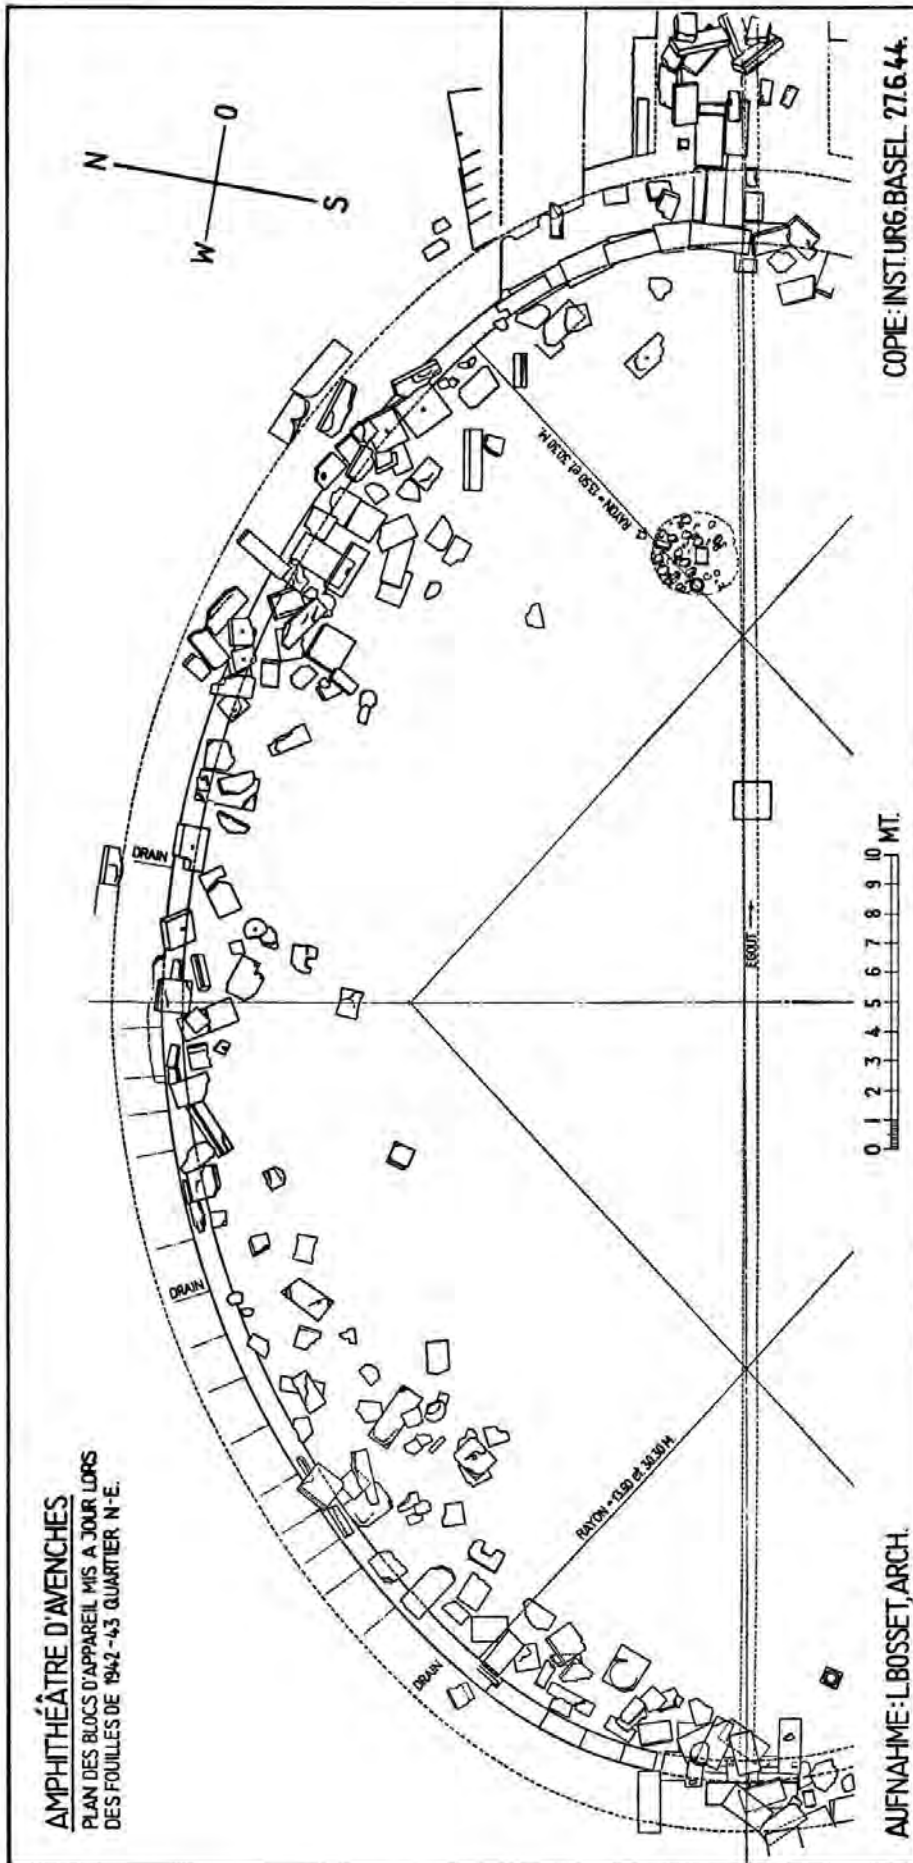 AMPHITHÉÂTRE D'AVENCHES
PLAN DES BLOCS D'APPAREIL MIS A JOUR LORS
DES FOUILLES DE 1942-43 QUARTIER N-E.
N
O
W
S
DRAIN
DRAIN
DRAIN
RAYON = 13.50 et 30.30 M.
RAYON = 13.50 et 30.30 M.
EGOUT
0 1 2 3 4 5 6 7 8 9 10 MT.
AUFNAHME: L.BOSSET, ARCH.
COPIE: INST.URG.BASEL. 27.6.44.